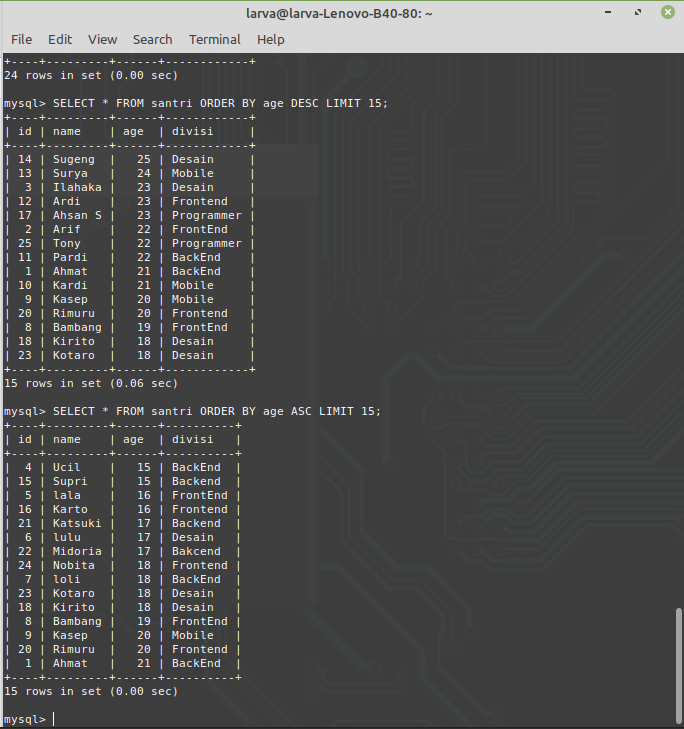 larva@larva-Lenovo-B40-80: ~
File Edit View Search Terminal Help
+----+---------+------+------------+
24 rows in set (0.00 sec)
mysql> SELECT * FROM santri ORDER BY age DESC LIMIT 15;
+----+---------+------+------------+
| id | name    | age  | divisi     |
+----+---------+------+------------+
| 14 | Sugeng  |   25 | Desain     |
| 13 | Surya   |   24 | Mobile     |
|  3 | Ilahaka |   23 | Desain     |
| 12 | Ardi    |   23 | Frontend   |
| 17 | Ahsan S |   23 | Programmer |
|  2 | Arif    |   22 | FrontEnd   |
| 25 | Tony    |   22 | Programmer |
| 11 | Pardi   |   22 | BackEnd    |
|  1 | Ahmat   |   21 | BackEnd    |
| 10 | Kardi   |   21 | Mobile     |
|  9 | Kasep   |   20 | Mobile     |
| 20 | Rimuru  |   20 | Frontend   |
|  8 | Bambang |   19 | FrontEnd   |
| 18 | Kirito  |   18 | Desain     |
| 23 | Kotaro  |   18 | Desain     |
+----+---------+------+------------+
15 rows in set (0.06 sec)
mysql> SELECT * FROM santri ORDER BY age ASC LIMIT 15;
+----+---------+------+----------+
| id | name    | age  | divisi   |
+----+---------+------+----------+
|  4 | Ucil    |   15 | BackEnd  |
| 15 | Supri   |   15 | Backend  |
|  5 | lala    |   16 | FrontEnd |
| 16 | Karto   |   16 | Frontend |
| 21 | Katsuki |   17 | Backend  |
|  6 | lulu    |   17 | Desain   |
| 22 | Midoria |   17 | Bakcend  |
| 24 | Nobita  |   18 | Frontend |
|  7 | loli    |   18 | BackEnd  |
| 23 | Kotaro  |   18 | Desain   |
| 18 | Kirito  |   18 | Desain   |
|  8 | Bambang |   19 | FrontEnd |
|  9 | Kasep   |   20 | Mobile   |
| 20 | Rimuru  |   20 | Frontend |
|  1 | Ahmat   |   21 | BackEnd  |
+----+---------+------+----------+
15 rows in set (0.00 sec)
mysql>